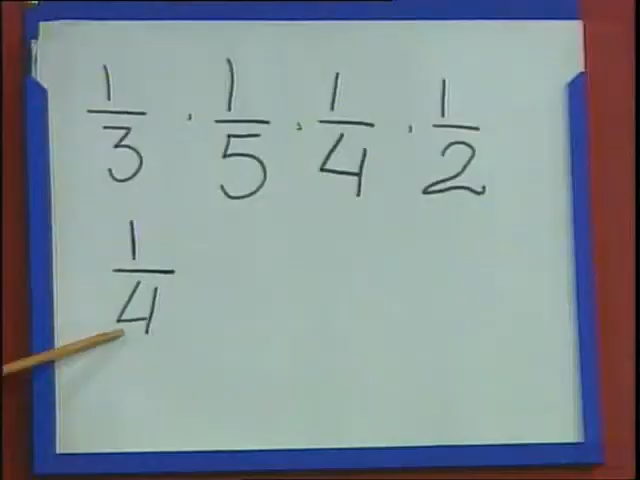 1/3 . 1/5 . 1/4 . 1/2
1/4